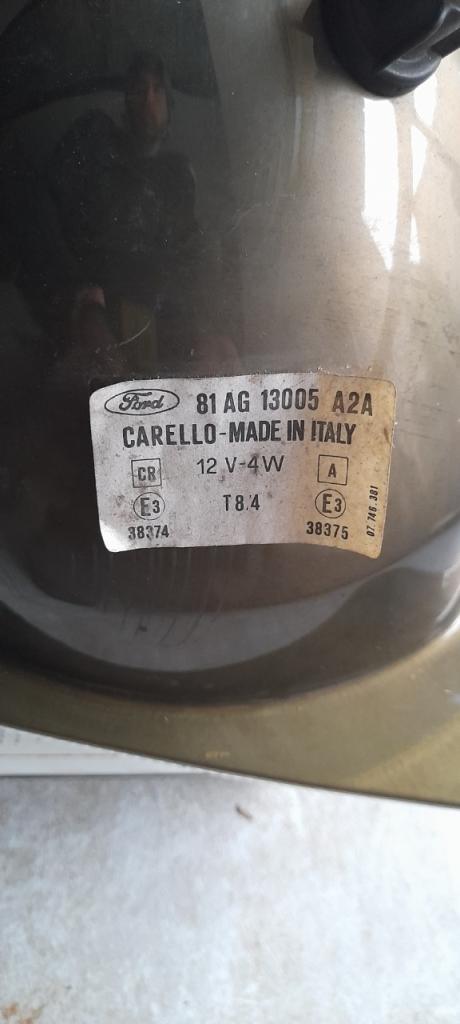 Ford 81 AG 13005 A2A
CARELLO-MADE IN ITALY
CR 12 V-4W A
E3 T8.4 E3
38374 38375
07.746.381